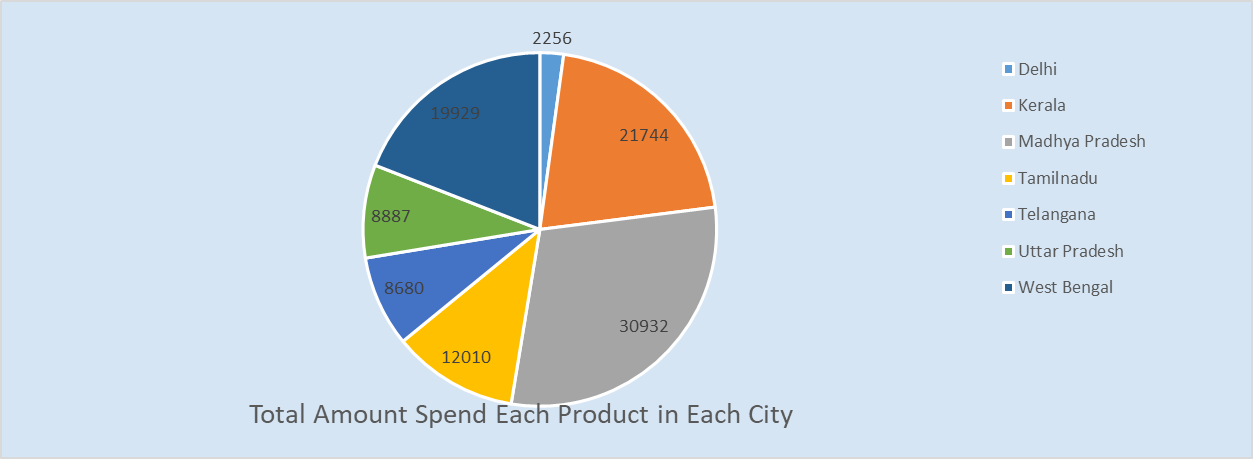 2256
19929
21744
8887
8680
30932
12010
Total Amount Spend Each Product in Each City
Delhi
Kerala
Madhya Pradesh
Tamilnadu
Telangana
Uttar Pradesh
West Bengal